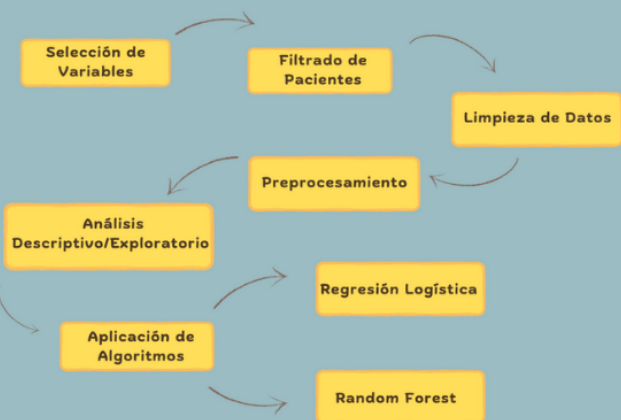 Selección de
Variables
Filtrado de
Pacientes
Limpieza de Datos
Preprocesamiento
Análisis
Descriptivo/Exploratorio
Aplicación de
Algoritmos
Regresión Logística
Random Forest